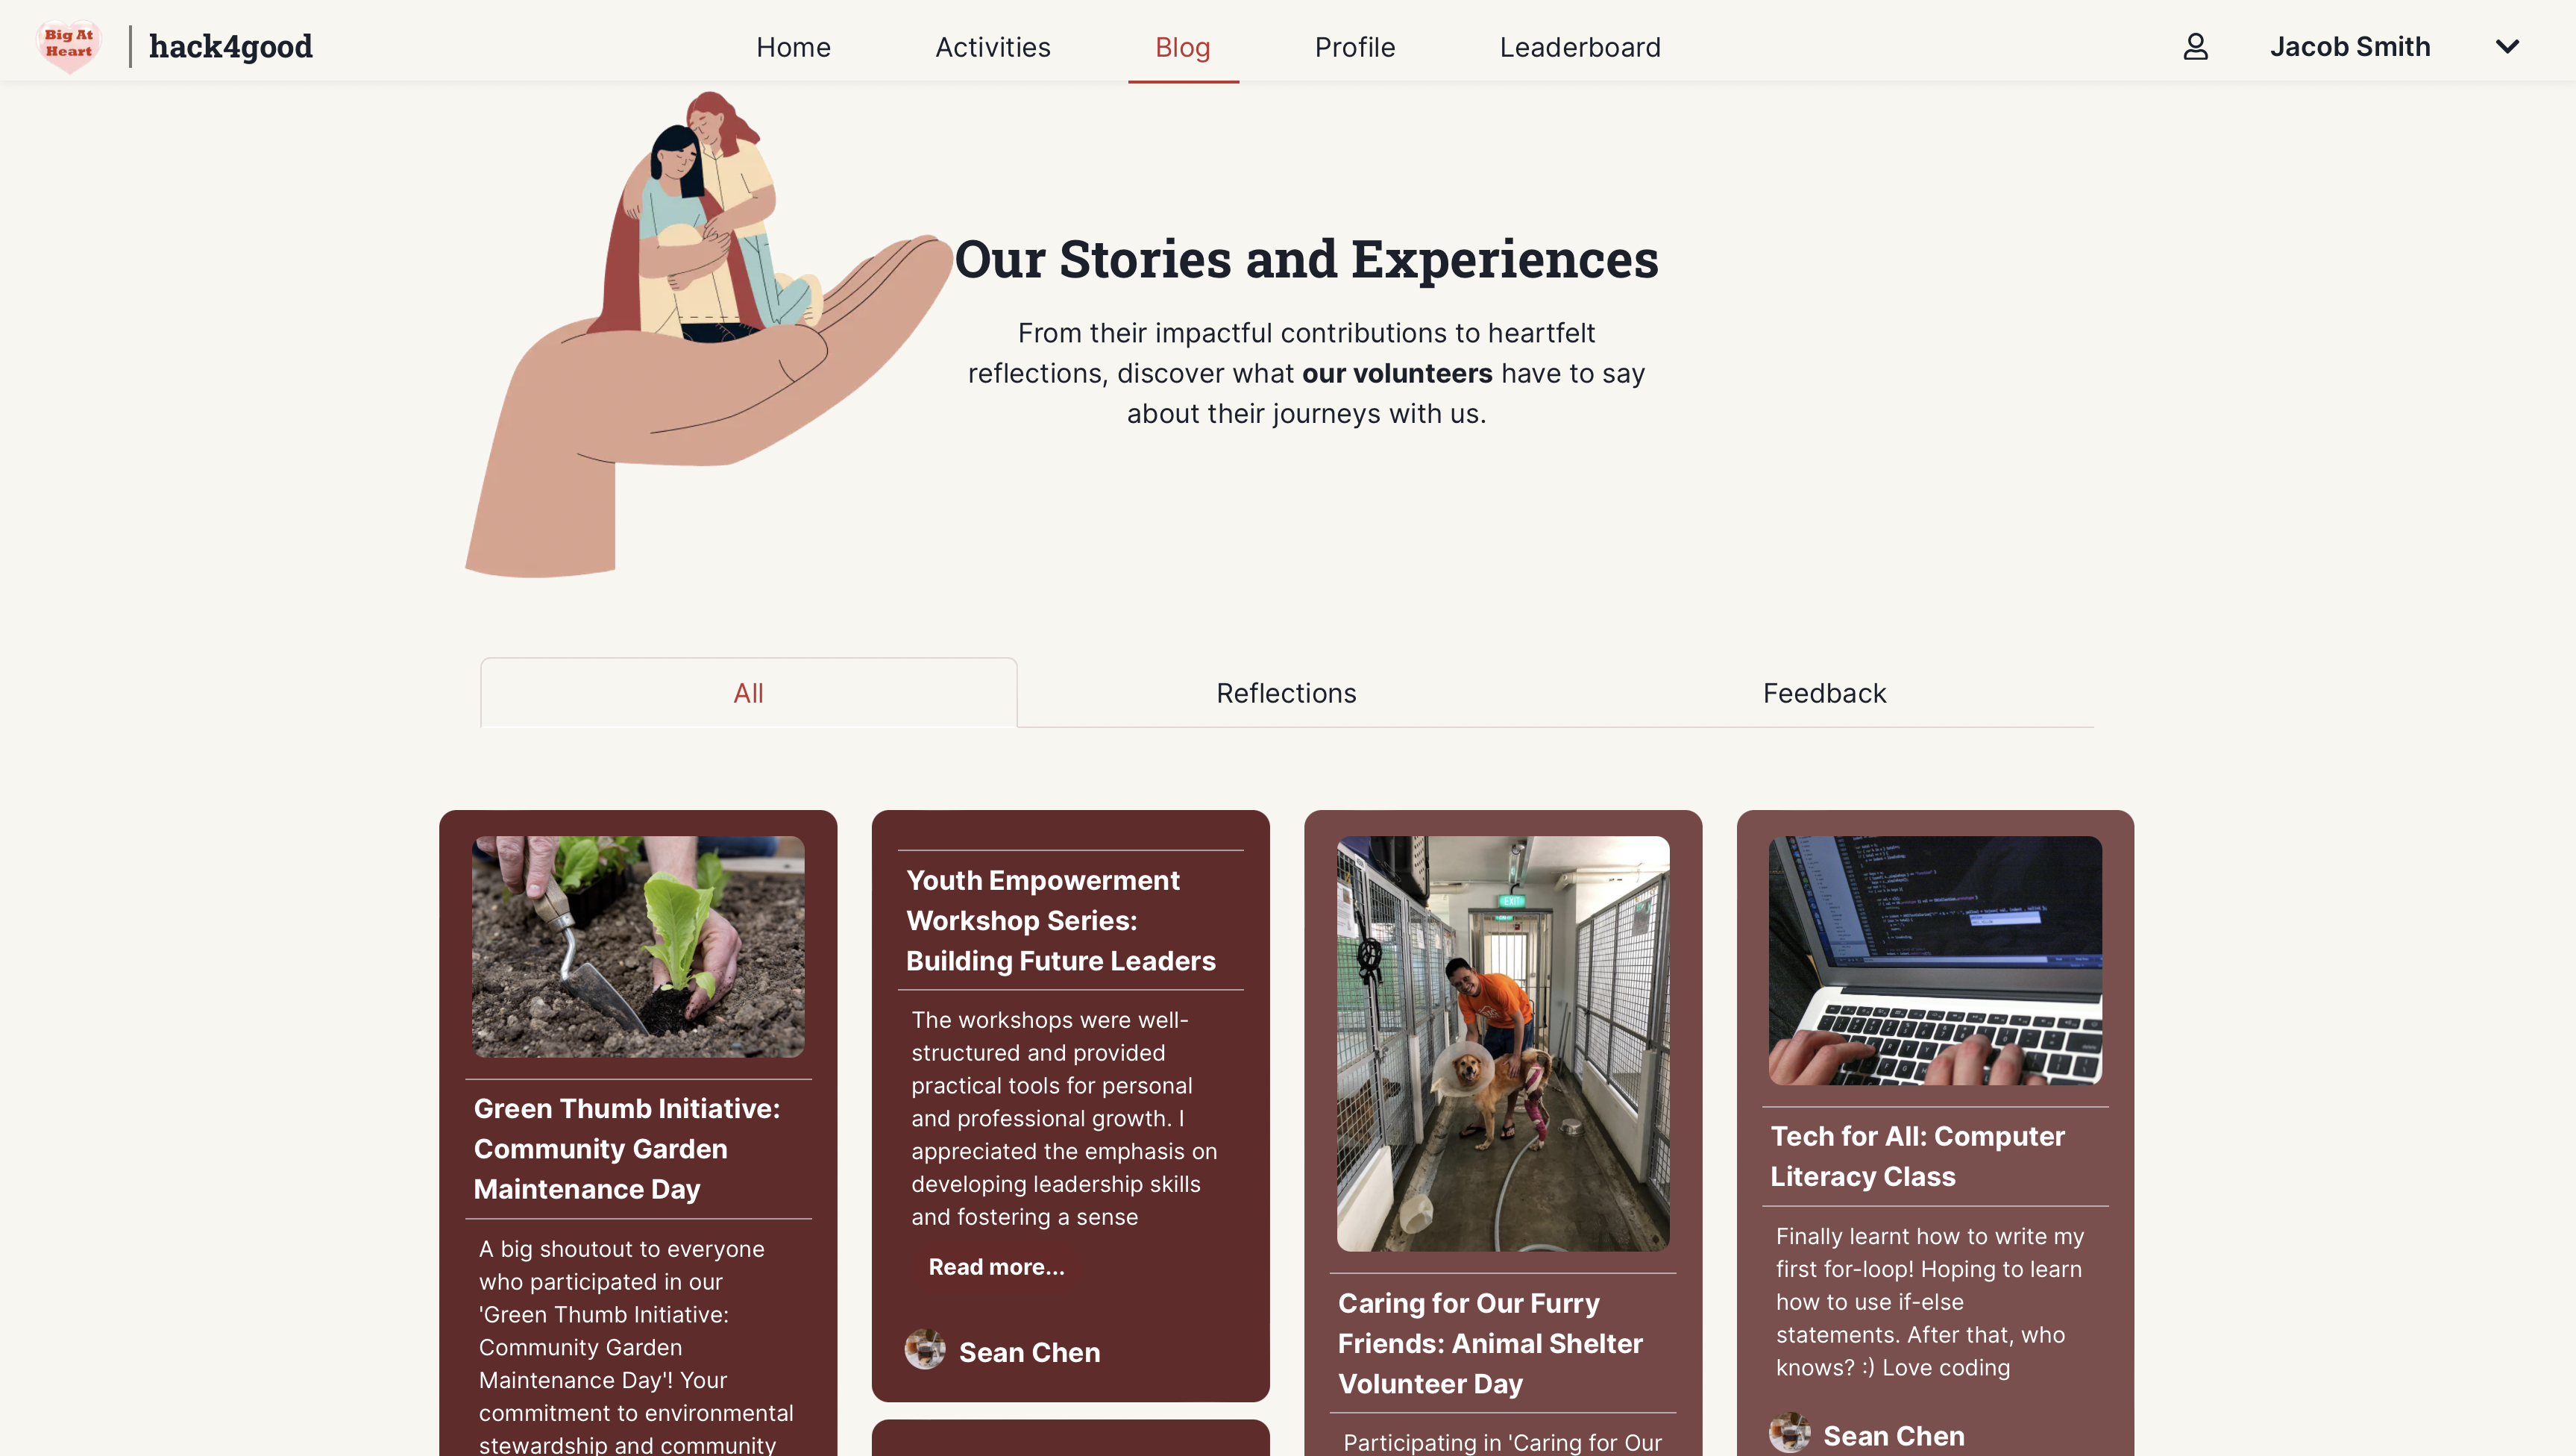 Big At
Heart
hack4good
Home
Activities
Blog
Profile
Leaderboard
Jacob Smith
Our Stories and Experiences
From their impactful contributions to heartfelt
reflections, discover what our volunteers have to say
about their journeys with us.
All
Reflections
Feedback
Green Thumb Initiative:
Community Garden
Maintenance Day
A big shoutout to everyone
who participated in our
'Green Thumb Initiative:
Community Garden
Maintenance Day'! Your
commitment to environmental
stewardship and community
Youth Empowerment
Workshop Series:
Building Future Leaders
The workshops were well-
structured and provided
practical tools for personal
and professional growth. I
appreciated the emphasis on
developing leadership skills
and fostering a sense
Read more...
Sean Chen
EXIT
Caring for Our Furry
Friends: Animal Shelter
Volunteer Day
Participating in 'Caring for Our
Tech for All: Computer
Literacy Class
Finally learnt how to write my
first for-loop! Hoping to learn
how to use if-else
statements. After that, who
knows? :) Love coding
Sean Chen